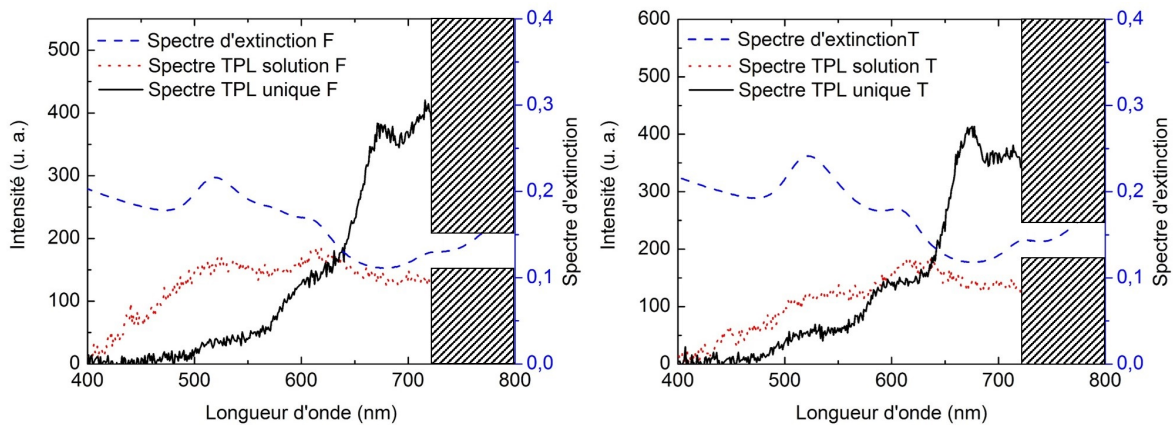 500
400
300
200
100
0
400
500
600
700
800
0,4
0,3
0,2
0,1
0,0
Intensité (u. a.)
Longueur d'onde (nm)
Spectre d'extinction
Spectre d'extinction F
Spectre TPL solution F
Spectre TPL unique F
600
500
400
300
200
100
0
400
500
600
700
800
0,4
0,3
0,2
0,1
0,0
Intensité (u. a.)
Longueur d'onde (nm)
Spectre d'extinction
Spectre d'extinctionT
Spectre TPL solution T
Spectre TPL unique T